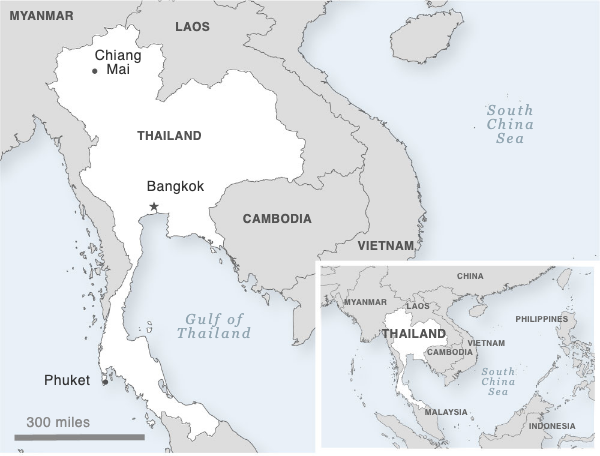 MYANMAR
LAOS
Chiang
Mai
THAILAND
South
China
Sea
Bangkok
CAMBODIA
VIETNAM
Gulf of
Thailand
Phuket
300 miles
CHINA
MYANMAR
LAOS
PHILIPPINES
THAILAND
VIETNAM
CAMBODIA
South
China
Sea
MALAYSIA
INDONESIA